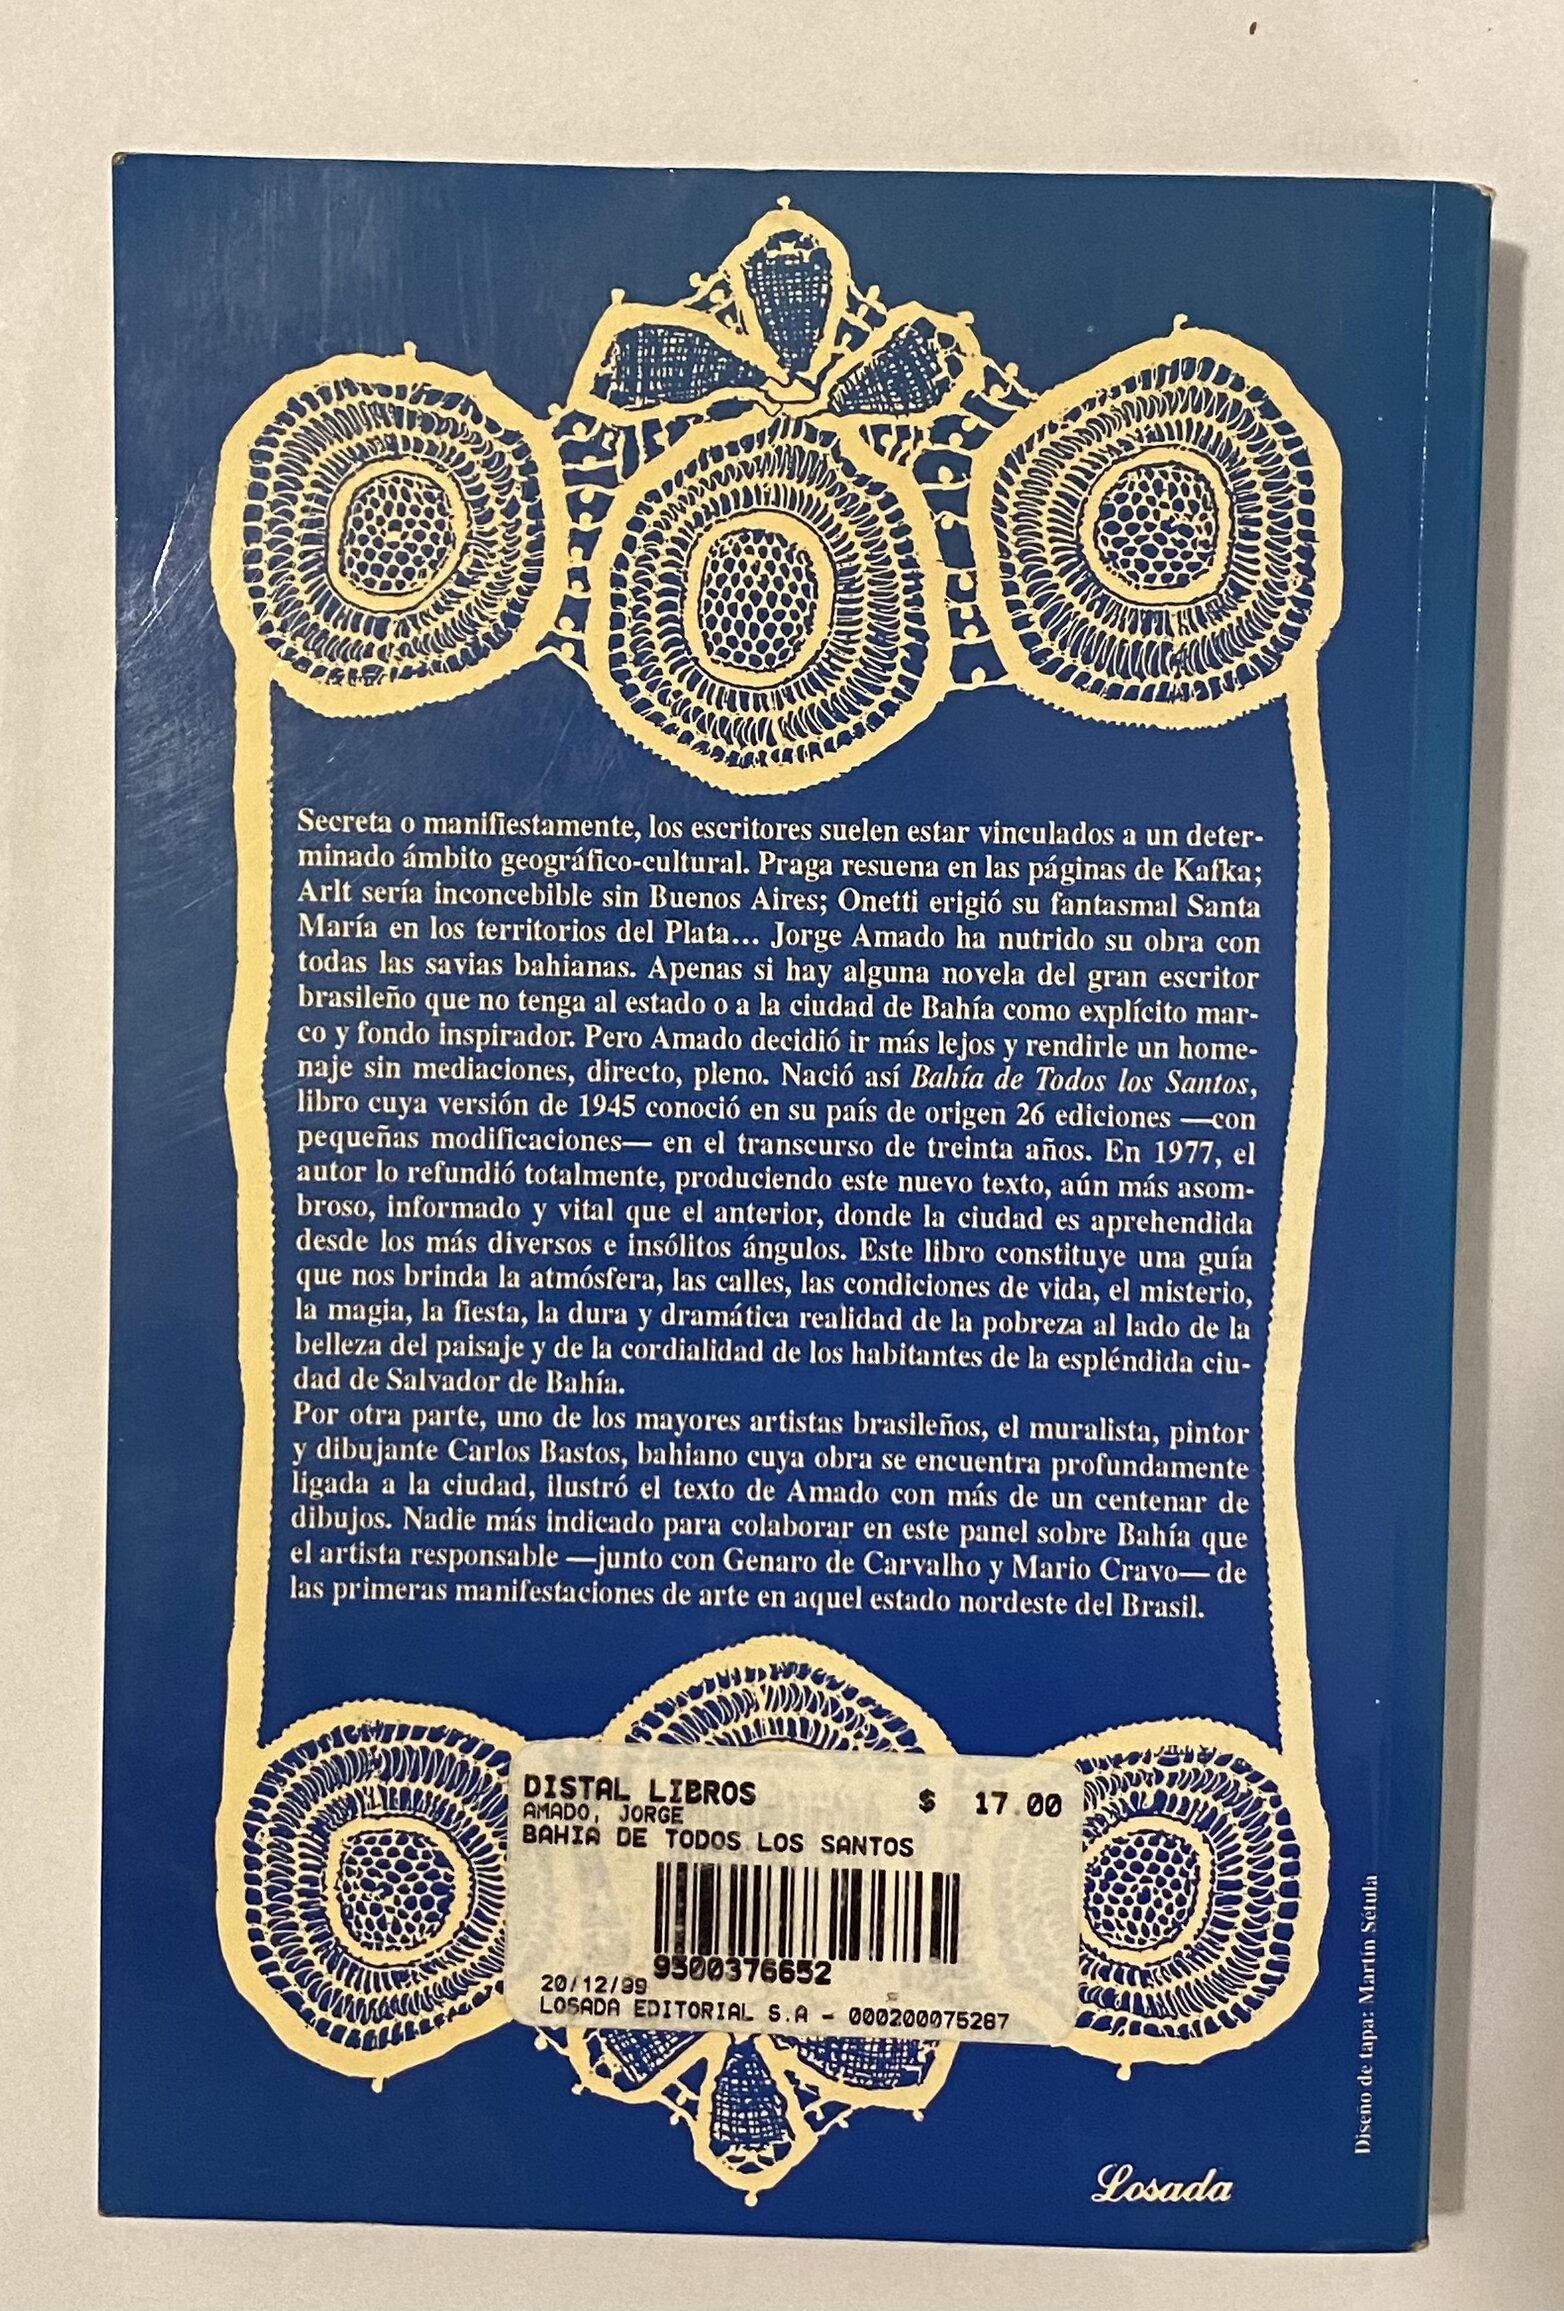 Secreta o manifiestamente, los escritores suelen estar vinculados a un deter-
minado ámbito geográfico-cultural. Praga resuena en las páginas de Kafka;
Arlt sería inconcebible sin Buenos Aires; Onetti erigió su fantasmal Santa
María en los territorios del Plata... Jorge Amado ha nutrido su obra con
todas las savias bahianas. Apenas si hay alguna novela del gran escritor
brasileño que no tenga al estado o a la ciudad de Bahía como explícito mar-
co y fondo inspirador. Pero Amado decidió ir más lejos y rendirle un home-
naje sin mediaciones, directo, pleno. Nació así Bahía de Todos los Santos,
libro cuya versión de 1945 conoció en su país de origen 26 ediciones —con
pequeñas modificaciones— en el transcurso de treinta años. En 1977, el
autor lo refundió totalmente, produciendo este nuevo texto, aún más asom-
broso, informado y vital que el anterior, donde la ciudad es aprehendida
desde los más diversos e insólitos ángulos. Este libro constituye una guía
que nos brinda la atmósfera, las calles, las condiciones de vida, el misterio,
la magia, la fiesta, la dura y dramática realidad de la pobreza al lado de la
belleza del paisaje y de la cordialidad de los habitantes de la espléndida ciu-
dad de Salvador de Bahía.
Por otra parte, uno de los mayores artistas brasileños, el muralista, pintor
y dibujante Carlos Bastos, bahiano cuya obra se encuentra profundamente
ligada a la ciudad, ilustró el texto de Amado con más de un centenar de
dibujos. Nadie más indicado para colaborar en este panel sobre Bahía que
el artista responsable —junto con Genaro de Carvalho y Mario Cravo— de
las primeras manifestaciones de arte en aquel estado nordeste del Brasil.
DISTAL LIBROS $ 17.00
AMADO, JORGE
BAHIA DE TODOS LOS SANTOS
9500376652
20/12/99
LOSADA EDITORIAL S.A - 000200075287
Diseño de tapa: Martín Sétula
Losada